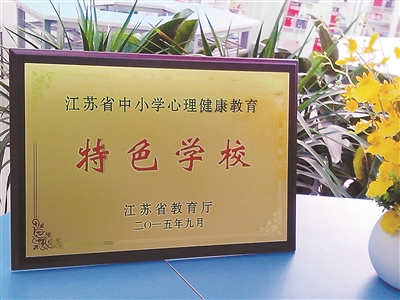 江苏省中小学心理健康教育
特色学校
江苏省教育厅
二〇一五年九月